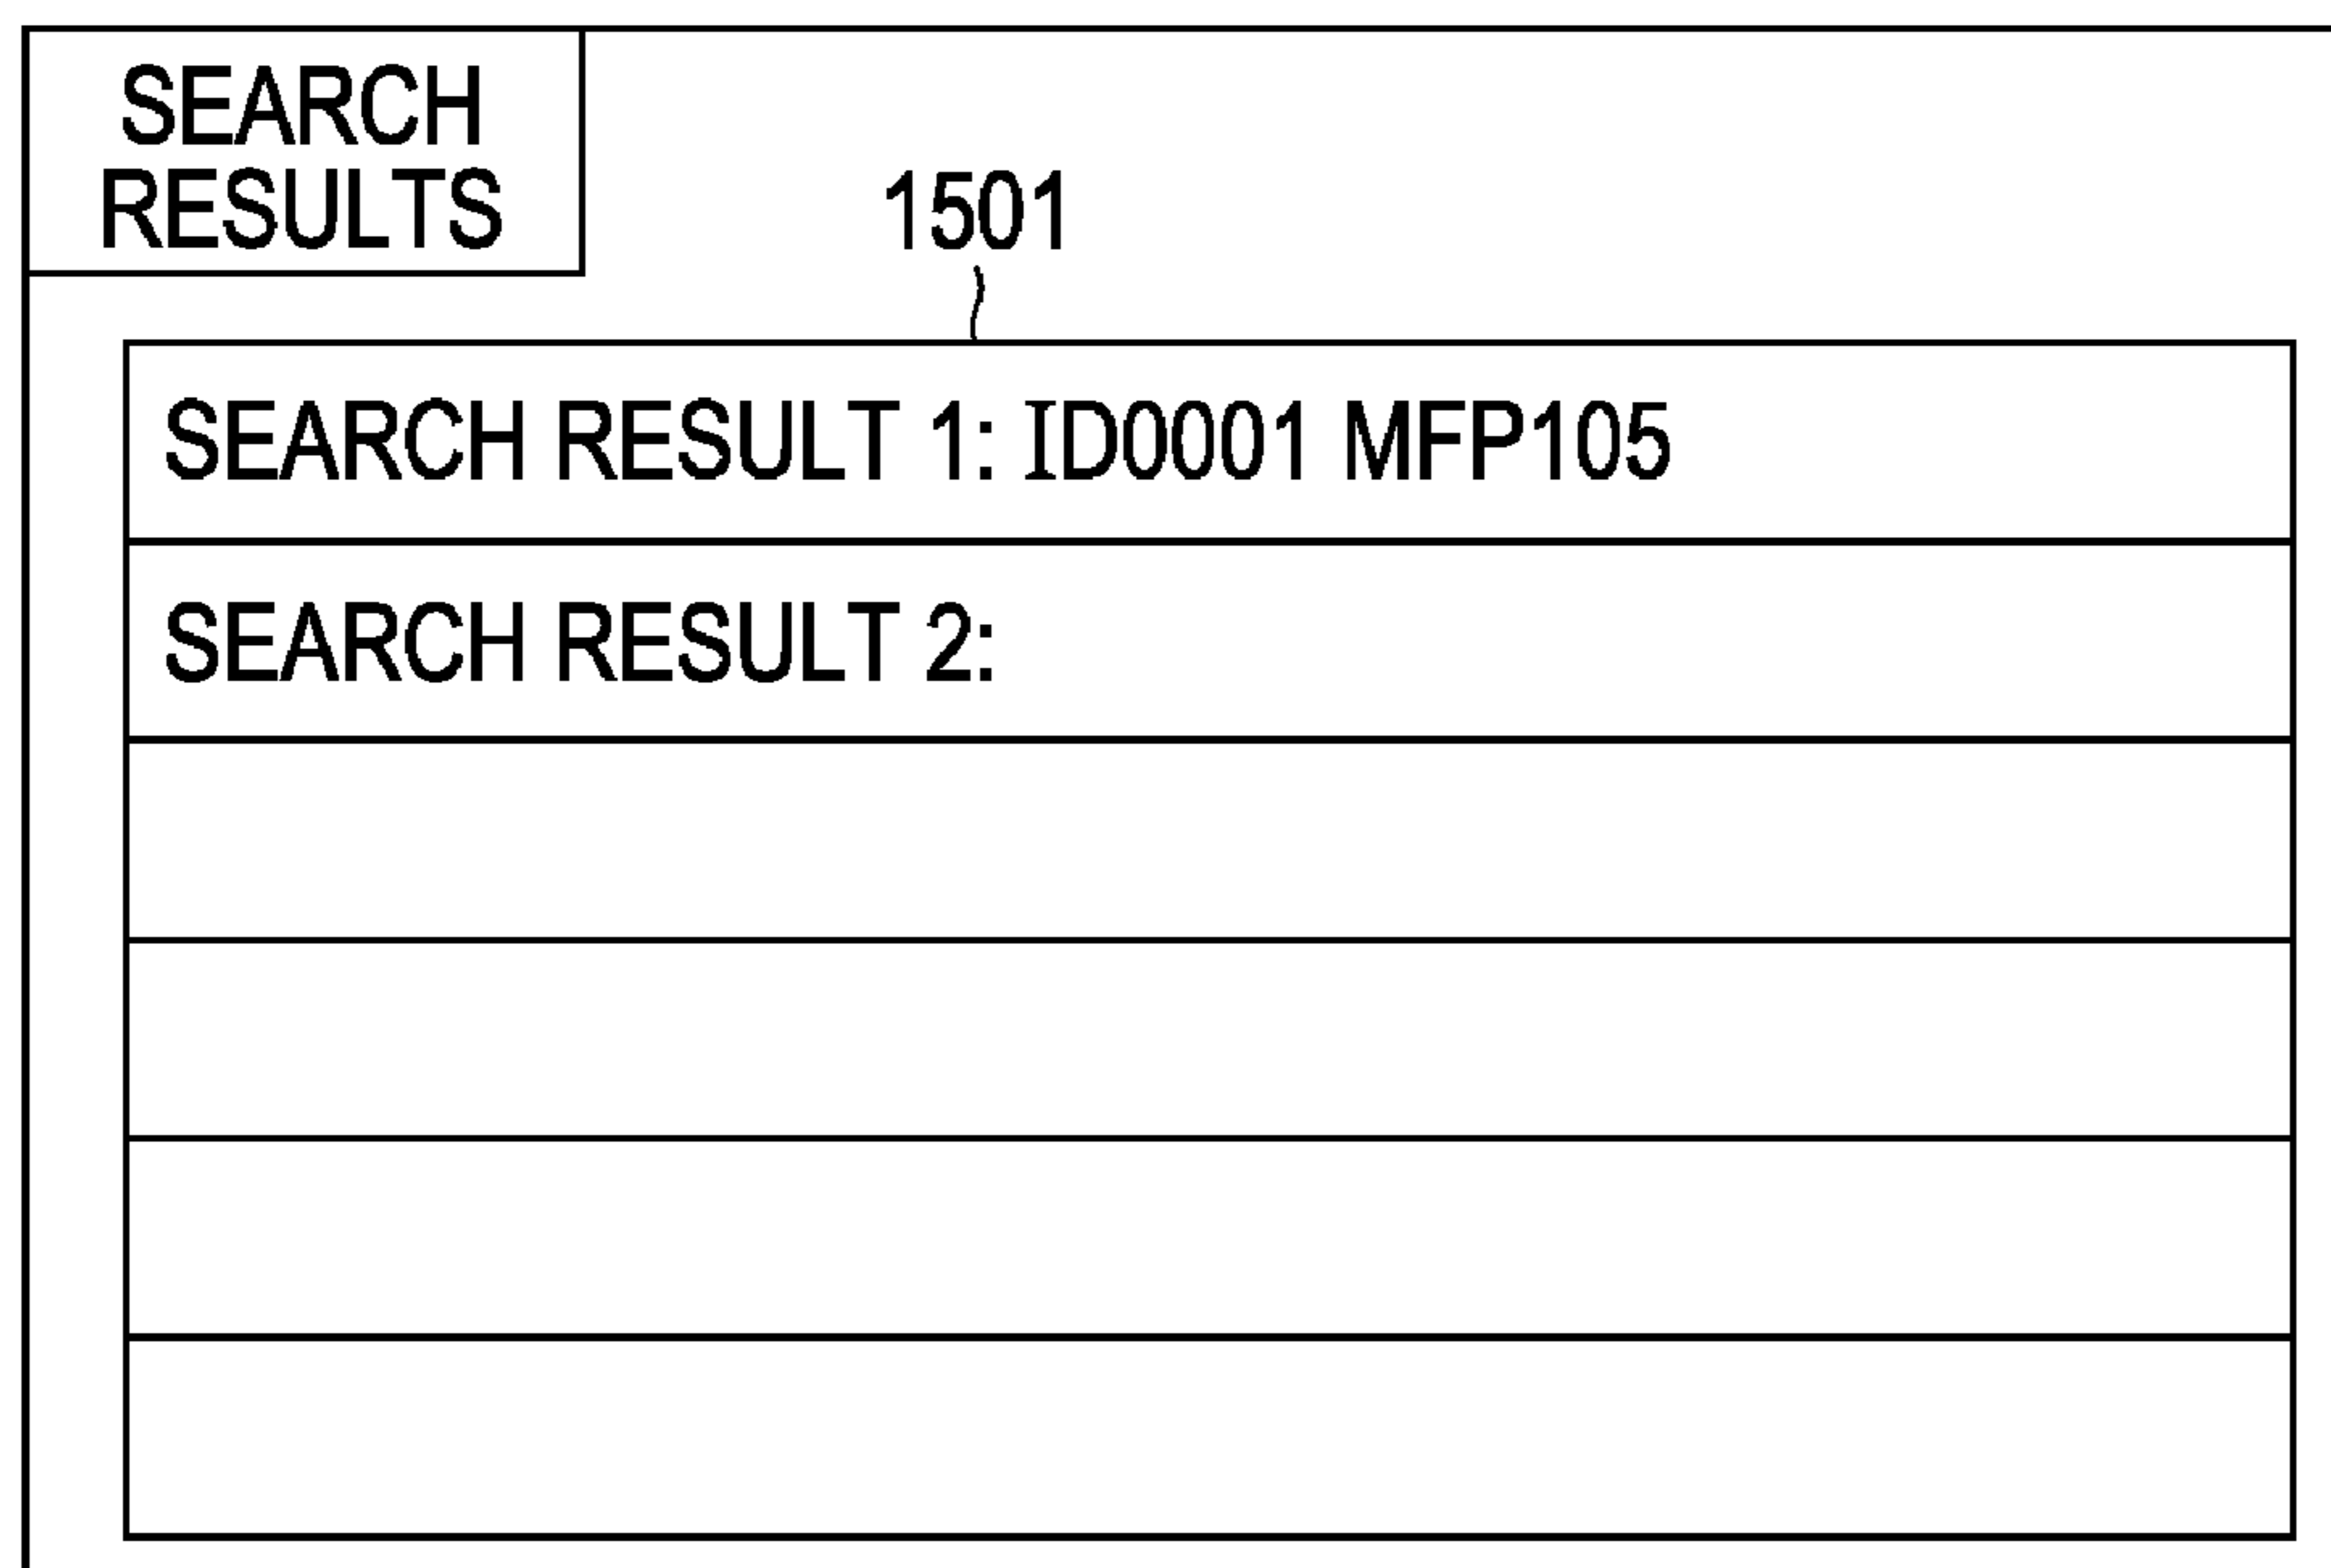 SEARCH
RESULTS
1501
SEARCH RESULT 1: ID0001 MFP105
SEARCH RESULT 2: